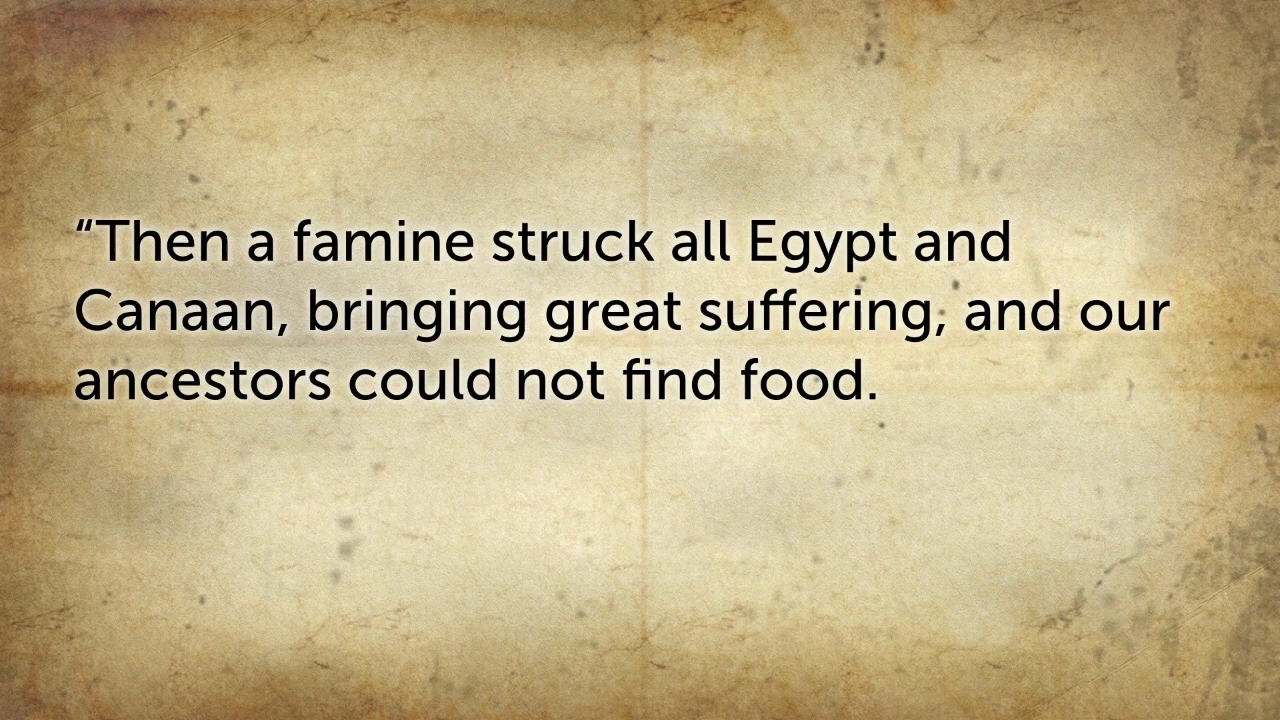 “Then a famine struck all Egypt and
Canaan, bringing great suffering, and our
ancestors could not find food.